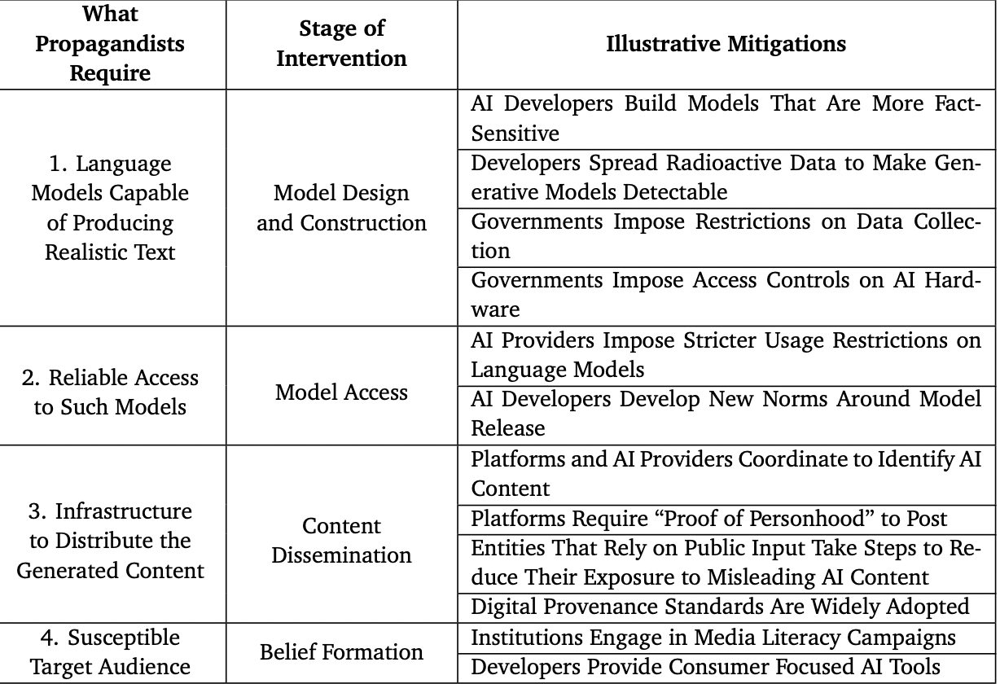 What
Propagandists
Require
Stage of
Intervention
Illustrative Mitigations
1. Language
Models Capable
of Producing
Realistic Text
Model Design
and Construction
AI Developers Build Models That Are More Fact-
Sensitive
Developers Spread Radioactive Data to Make Gen-
erative Models Detectable
Governments Impose Restrictions on Data Collec-
tion
Governments Impose Access Controls on AI Hard-
ware
2. Reliable Access
to Such Models
Model Access
AI Providers Impose Stricter Usage Restrictions on
Language Models
AI Developers Develop New Norms Around Model
Release
3. Infrastructure
to Distribute the
Generated Content
Content
Dissemination
Platforms and AI Providers Coordinate to Identify AI
Content
Platforms Require “Proof of Personhood” to Post
Entities That Rely on Public Input Take Steps to Re-
duce Their Exposure to Misleading AI Content
Digital Provenance Standards Are Widely Adopted
4. Susceptible
Target Audience
Belief Formation
Institutions Engage in Media Literacy Campaigns
Developers Provide Consumer Focused AI Tools